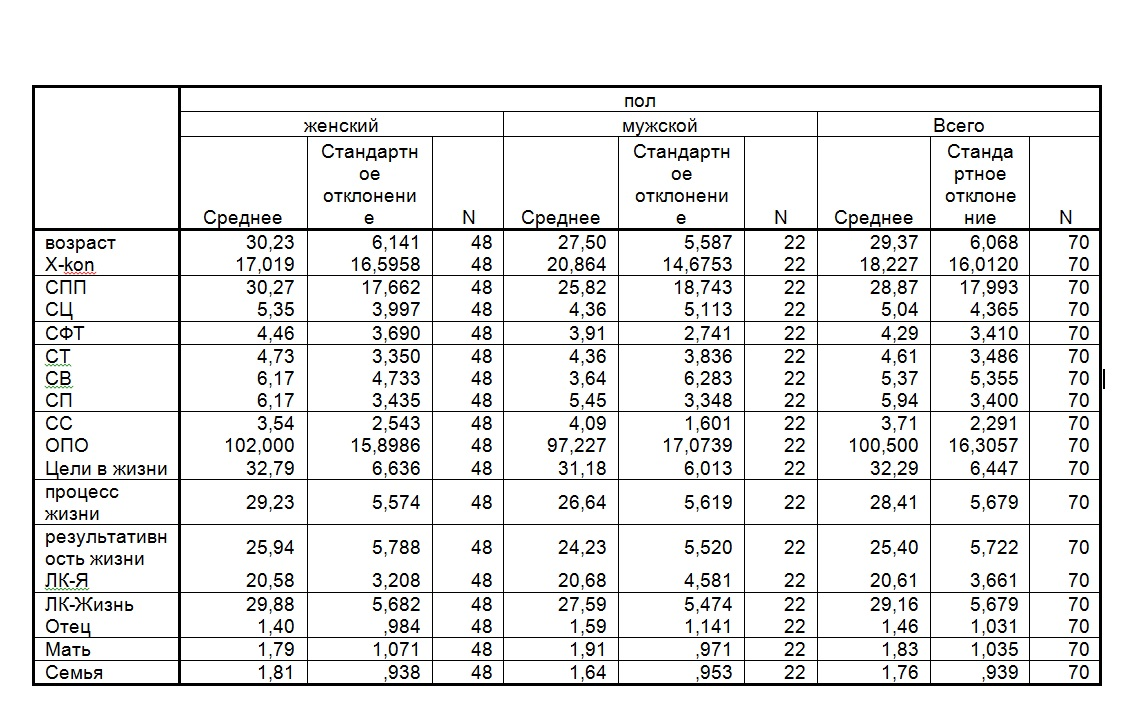 пол
женский мужской Всего
Среднее Стандартн
ое
отклонени
е N Среднее Стандартн
ое
отклонени
е N Среднее Станда
ртное
отклоне
ние N
возраст 30,23 6,141 48 27,50 5,587 22 29,37 6,068 70
X-kon 17,019 16,5958 48 20,864 14,6753 22 18,227 16,0120 70
СПП 30,27 17,662 48 25,82 18,743 22 28,87 17,993 70
СЦ 5,35 3,997 48 4,36 5,113 22 5,04 4,365 70
СФТ 4,46 3,690 48 3,91 2,741 22 4,29 3,410 70
СТ 4,73 3,350 48 4,36 3,836 22 4,61 3,486 70
СВ 6,17 4,733 48 3,64 6,283 22 5,37 5,355 70
СП 6,17 3,435 48 5,45 3,348 22 5,94 3,400 70
СС 3,54 2,543 48 4,09 1,601 22 3,71 2,291 70
ОПО 102,000 15,8986 48 97,227 17,0739 22 100,500 16,3057 70
Цели в жизни 32,79 6,636 48 31,18 6,013 22 32,29 6,447 70
процесс
жизни 29,23 5,574 48 26,64 5,619 22 28,41 5,679 70
результативн
ость жизни 25,94 5,788 48 24,23 5,520 22 25,40 5,722 70
ЛК-Я 20,58 3,208 48 20,68 4,581 22 20,61 3,661 70
ЛК-Жизнь 29,88 5,682 48 27,59 5,474 22 29,16 5,679 70
Отец 1,40 ,984 48 1,59 1,141 22 1,46 1,031 70
Мать 1,79 1,071 48 1,91 ,971 22 1,83 1,035 70
Семья 1,81 ,938 48 1,64 ,953 22 1,76 ,939 70